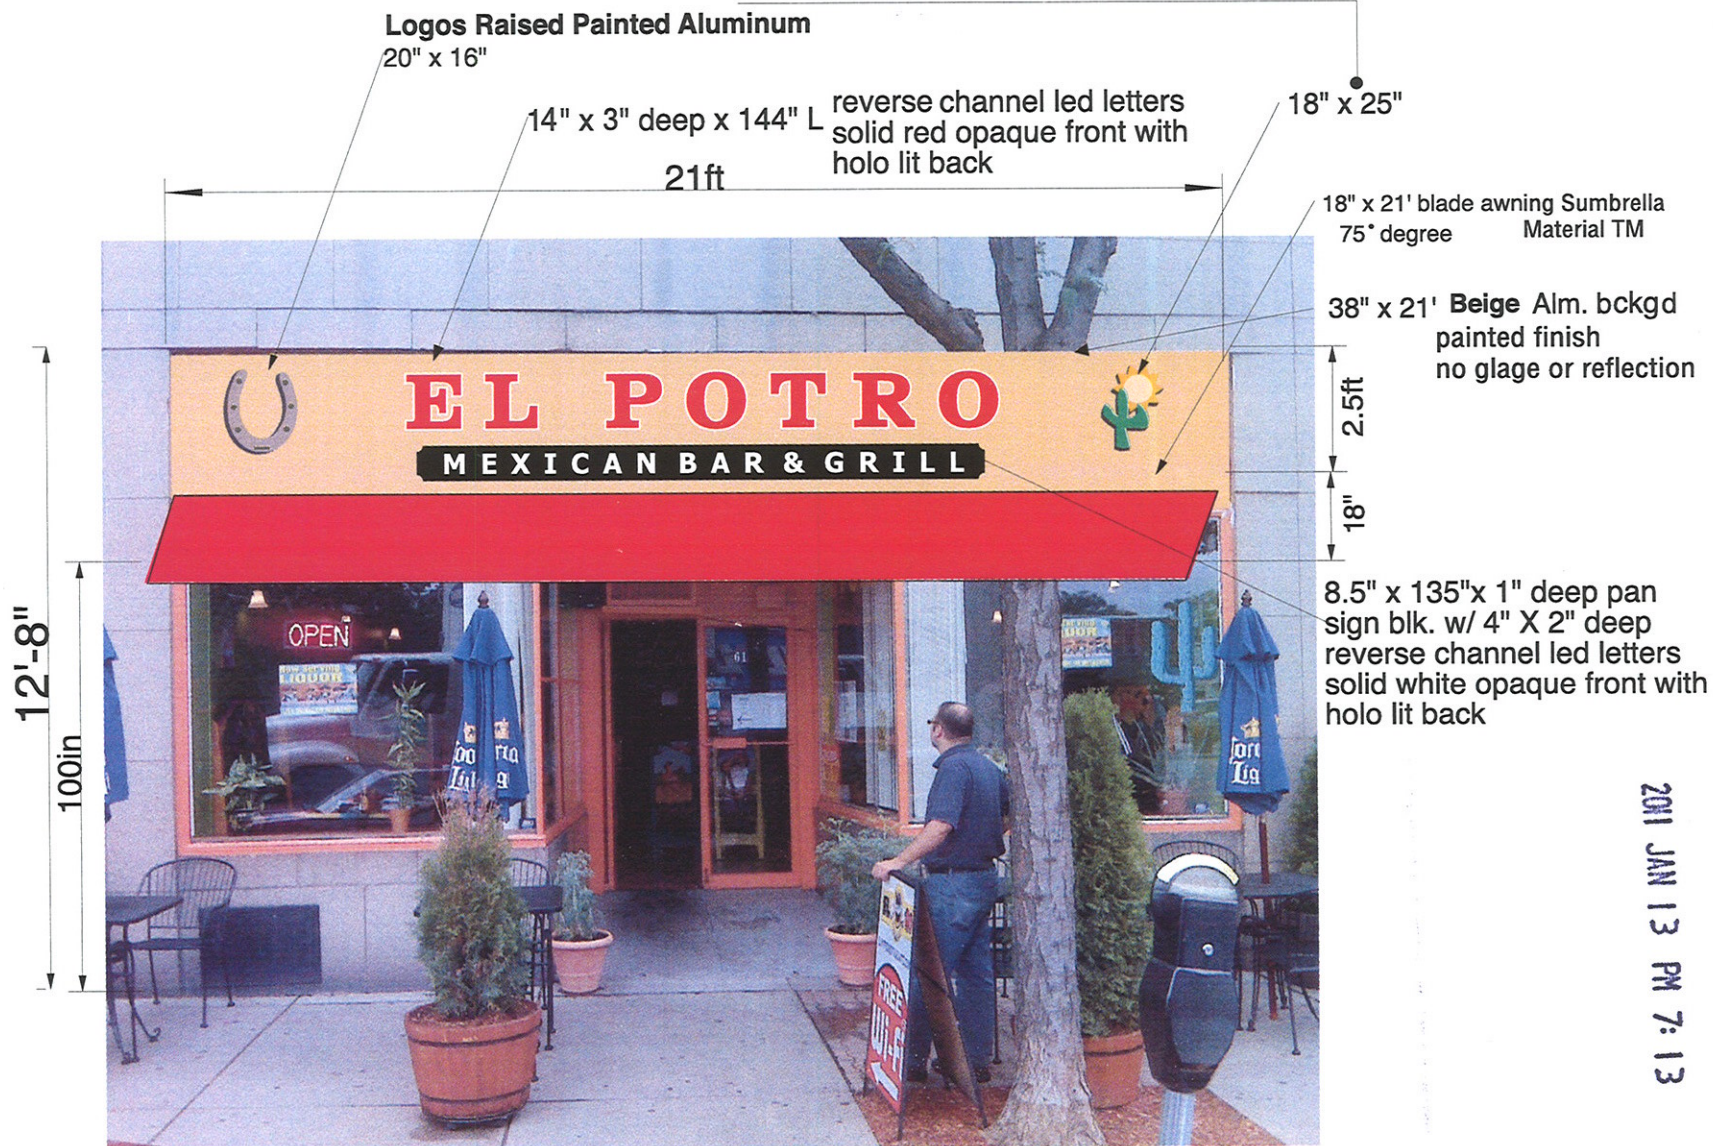 Logos Raised Painted Aluminum
20" x 16"
14" x 3" deep x 144" L
reverse channel led letters
solid red opaque front with
holo lit back
18" x 25"
21ft
18" x 21' blade awning Sumbrella
75° degree Material TM
38" x 21' Beige Alm. bckgd
painted finish
no glage or reflection
EL POTRO
MEXICAN BAR & GRILL
2.5ft
18"
12'-8"
100in
8.5" x 135"x 1" deep pan
sign blk. w/ 4" X 2" deep
reverse channel led letters
solid white opaque front with
holo lit back
OPEN
LIQUOR
61
FREE
Wi-fi
2011 JAN 13 PM 7:13